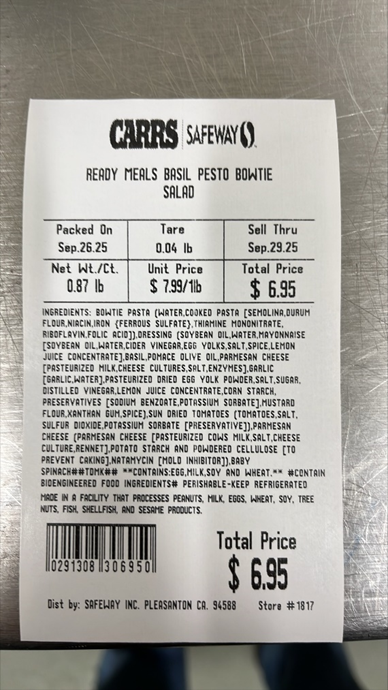 CARRS SAFEWAY
READY MEALS BASIL PESTO BOWTIE
SALAD
Packed On Tare Sell Thru
Sep.26.25 0.04 lb Sep.29.25
Net Wt./Ct. Unit Price Total Price
0.87 lb $ 7.99/1lb $ 6.95
INGREDIENTS: BOWTIE PASTA (WATER,COOKED PASTA [SEMOLINA,DURUM
FLOUR,NIACIN,IRON {FERROUS SULFATE},THIAMINE MONONITRATE,
RIBOFLAVIN,FOLIC ACID]),DRESSING (SOYBEAN OIL,WATER,MAYONNAISE
[SOYBEAN OIL,WATER,CIDER VINEGAR,EGG YOLKS,SALT,SPICE,LEMON
JUICE CONCENTRATE],BASIL,POMACE OLIVE OIL,PARMESAN CHEESE
[PASTEURIZED MILK,CHEESE CULTURES,SALT,ENZYMES],GARLIC
[GARLIC,WATER],PASTEURIZED DRIED EGG YOLK POWDER,SALT,SUGAR,
DISTILLED VINEGAR,LEMON JUICE CONCENTRATE,CORN STARCH,
PRESERVATIVES [SODIUM BENZOATE,POTASSIUM SORBATE],MUSTARD
FLOUR,XANTHAN GUM,SPICE),SUN DRIED TOMATOES (TOMATOES,SALT,
SULFUR DIOXIDE,POTASSIUM SORBATE [PRESERVATIVE]),PARMESAN
CHEESE (PARMESAN CHEESE [PASTEURIZED COWS MILK,SALT,CHEESE
CULTURE,RENNET],POTATO STARCH AND POWDERED CELLULOSE [TO
PREVENT CAKING],NATAMYCIN [MOLD INHIBITOR]),BABY
SPINACH##TDMK## **CONTAINS:EGG,MILK,SOY AND WHEAT.** #CONTAIN
BIOENGINEERED FOOD INGREDIENTS# PERISHABLE-KEEP REFRIGERATED
MADE IN A FACILITY THAT PROCESSES PEANUTS, MILK, EGGS, WHEAT, SOY, TREE
NUTS, FISH, SHELLFISH, AND SESAME PRODUCTS.
Total Price
$ 6.95
0291308 306950
Dist by: SAFEWAY INC. PLEASANTON CA. 94588 Store #1817